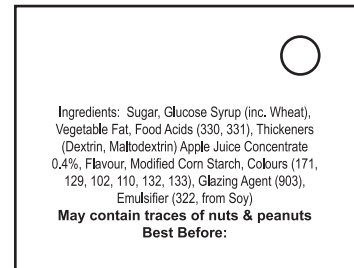 Ingredients: Sugar, Glucose Syrup (inc. Wheat),
Vegetable Fat, Food Acids (330, 331), Thickeners
(Dextrin, Maltodextrin) Apple Juice Concentrate
0.4%, Flavour, Modified Corn Starch, Colours (171,
129, 102, 110, 132, 133), Glazing Agent (903),
Emulsifier (322, from Soy)
May contain traces of nuts & peanuts
Best Before: